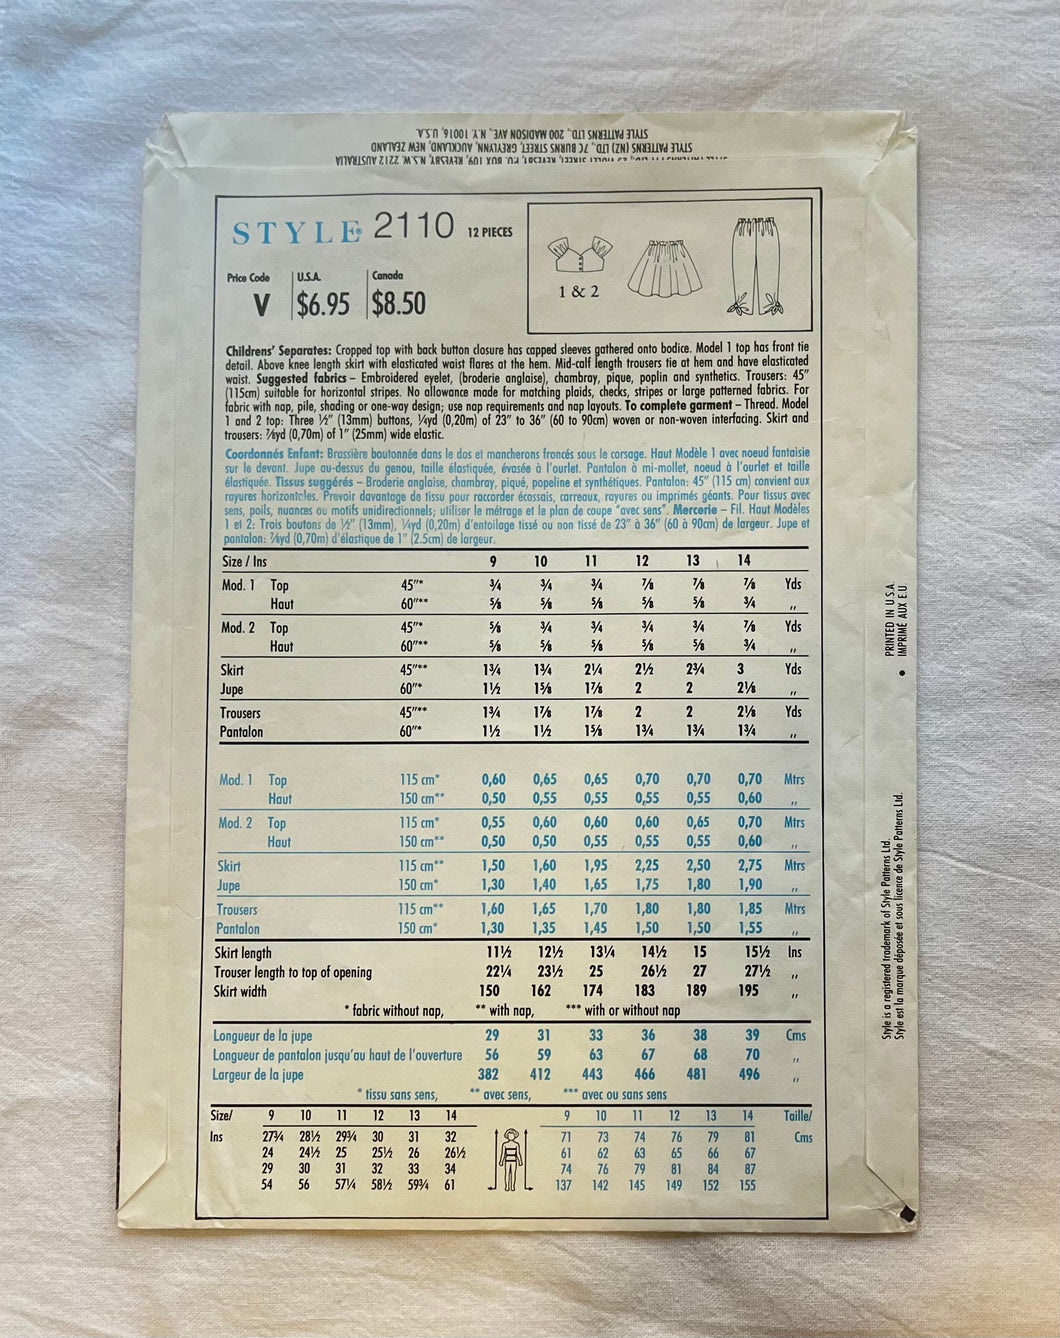 STYLE PATTERNS LTD., 200 MADISON AVE., N.Y. 10016, U.S.A.
STYLE PATTERNS (NZ) LTD., 7C BURNS STREET, GREYLYNN, AUCKLAND, NEW ZEALAND
STREET, REVESBY, P.O. BOX 109, REVESBY, N.S.W. 2212 AUSTRALIA
STYLE® 2110 12 PIECES
Price Code U.S.A. Canada
V $6.95 $8.50
1 & 2
Childrens' Separates: Cropped top with back button closure has capped sleeves gathered onto bodice. Model 1 top has front tie
detail. Above knee length skirt with elasticated waist flares at the hem. Mid-calf length trousers tie at hem and have elasticated
waist. Suggested fabrics – Embroidered eyelet, (broderie anglaise), chambray, pique, poplin and synthetics. Trousers: 45"
(115cm) suitable for horizontal stripes. No allowance made for matching plaids, checks, stripes or large patterned fabrics. For
fabric with nap, pile, shading or one-way design; use nap requirements and nap layouts. To complete garment – Thread. Model
1 and 2 top: Three ½" (13mm) buttons, ¼yd (0,20m) of 23" to 36" (60 to 90cm) woven or non-woven interfacing. Skirt and
trousers: ⅞yd (0,70m) of 1" (25mm) wide elastic.
Coordonnés Enfant: Brassière boutonnée dans le dos et mancherons froncés sous le corsage. Haut Modèle 1 avec noeud fantaisie
sur le devant. Jupe au-dessus du genou, taille élastiquée, évasée à l'ourlet. Pantalon à mi-mollet, noeud à l'ourlet et taille
élastiquée. Tissus suggérés – Broderie anglaise, chambray, piqué, popeline et synthétiques. Pantalon: 45" (115 cm) convient aux
rayures horizontales. Prevoir davantage de tissu pour raccorder écossais, carreaux, rayures ou imprimés géants. Pour tissus avec
sens, poils, nuances ou motifs unidirectionnels; utiliser le métrage et le plan de coupe "avec sens". Mercerie – Fil. Haut Modèles
1 et 2: Trois boutons de ½" (13mm), ¼yd (0,20m) d'entoilage tissé ou non tissé de 23" à 36" (60 à 90cm) de largeur. Jupe et
pantalon: ⅞yd (0,70m) d'élastique de 1" (2.5cm) de largeur.
Size / Ins 9 10 11 12 13 14
Mod. 1 Top 45"* ¾ ¾ ¾ ⅞ ⅞ ⅞ Yds
Haut 60"** ⅝ ⅝ ⅝ ⅝ ⅝ ¾ ,,
Mod. 2 Top 45"* ⅝ ¾ ¾ ¾ ¾ ⅞ Yds
Haut 60"** ⅝ ⅝ ⅝ ⅝ ⅝ ¾ ,,
Skirt 45"** 1¾ 1¾ 2¼ 2½ 2¾ 3 Yds
Jupe 60"* 1½ 1⅝ 1⅞ 2 2 2⅛ ,,
Trousers 45"** 1¾ 1⅞ 1⅞ 2 2 2⅛ Yds
Pantalon 60"* 1½ 1½ 1⅝ 1¾ 1¾ 1¾ ,,
Mod. 1 Top 115 cm* 0,60 0,65 0,65 0,70 0,70 0,70 Mtrs
Haut 150 cm** 0,50 0,55 0,55 0,55 0,55 0,60 ,,
Mod. 2 Top 115 cm* 0,55 0,60 0,60 0,60 0,65 0,70 Mtrs
Haut 150 cm** 0,50 0,50 0,55 0,55 0,55 0,60 ,,
Skirt 115 cm** 1,50 1,60 1,95 2,25 2,50 2,75 Mtrs
Jupe 150 cm* 1,30 1,40 1,65 1,75 1,80 1,90 ,,
Trousers 115 cm** 1,60 1,65 1,70 1,80 1,80 1,85 Mtrs
Pantalon 150 cm* 1,30 1,35 1,45 1,50 1,50 1,55 ,,
Skirt length 11½ 12½ 13¼ 14½ 15 15½ Ins
Trouser length to top of opening 22¼ 23½ 25 26½ 27 27½ ,,
Skirt width 150 162 174 183 189 195 ,,
* fabric without nap, ** with nap, *** with or without nap
Longueur de la jupe 29 31 33 36 38 39 Cms
Longueur de pantalon jusqu'au haut de l'ouverture 56 59 63 67 68 70 ,,
Largeur de la jupe 382 412 443 466 481 496 ,,
* tissu sans sens, ** avec sens, *** avec ou sans sens
Size/ 9 10 11 12 13 14 9 10 11 12 13 14 Taille/
Ins 27¾ 28½ 29¾ 30 31 32 71 73 74 76 79 81 Cms
24 24½ 25 25½ 26 26½ 61 62 63 65 66 67
29 30 31 32 33 34 74 76 79 81 84 87
54 56 57¼ 58½ 59¾ 61 137 142 145 149 152 155
● PRINTED IN U.S.A.
IMPRIMÉ AUX E.U.
Style is a registered trademark of Style Patterns Ltd.
Style est la marque déposée et sous licence de Style Patterns Ltd.